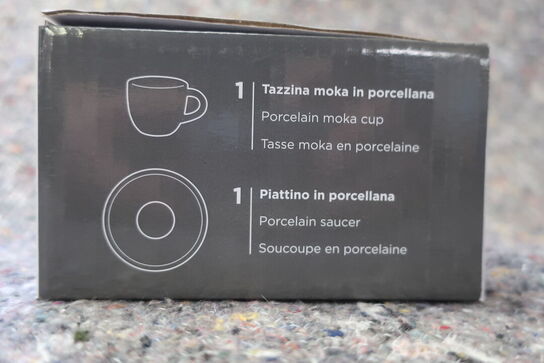 1 Tazzina moka in porcellana
Porcelain moka cup
Tasse moka en porcelaine
1 Piattino in porcellana
Porcelain saucer
Soucoupe en porcelaine